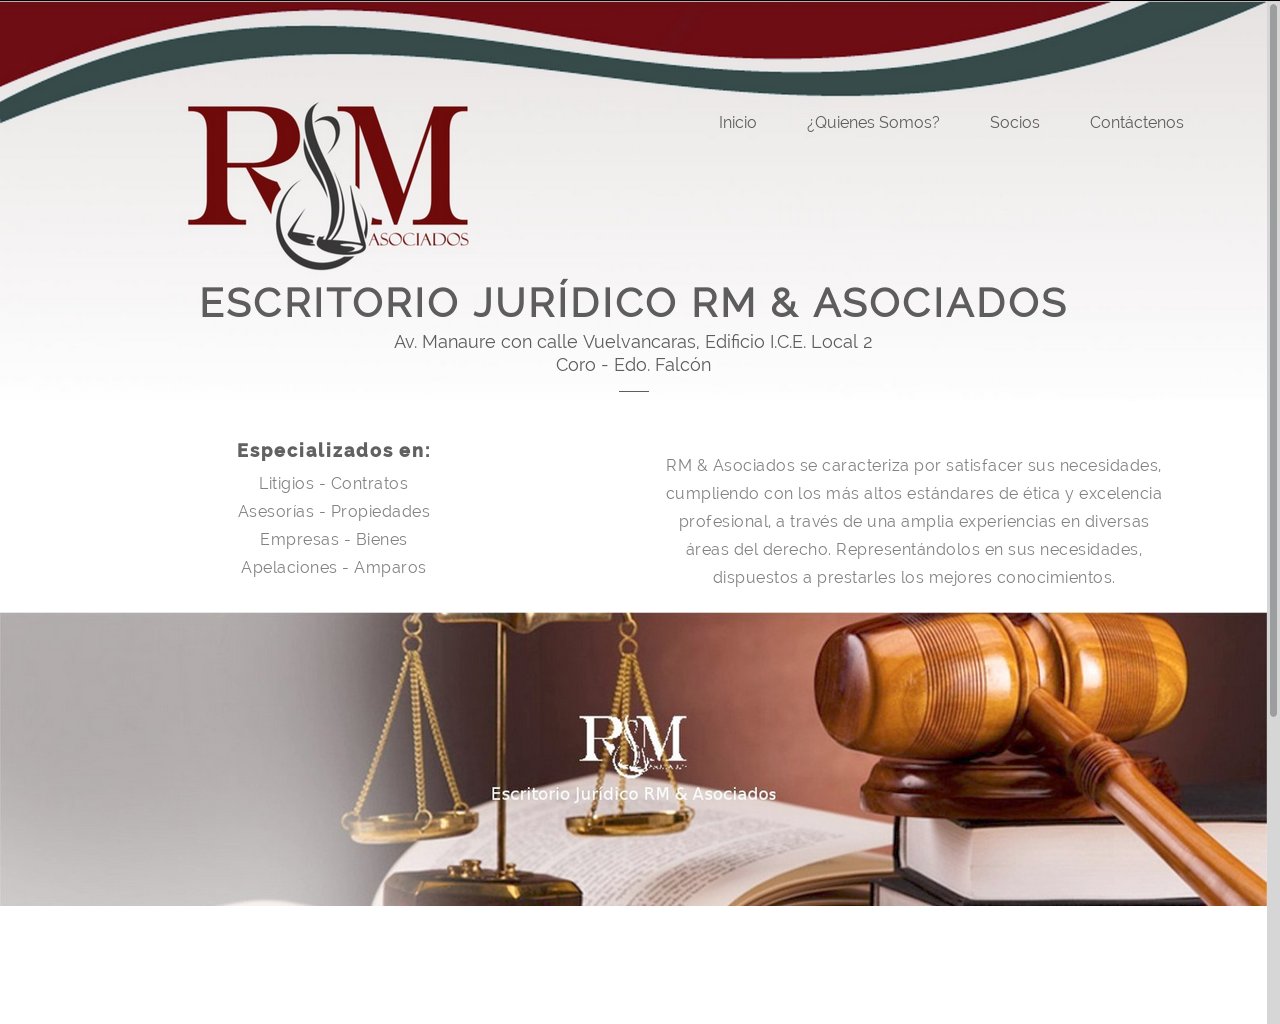 Inicio ¿Quienes Somos? Socios Contáctenos
RM
ASOCIADOS
ESCRITORIO JURÍDICO RM & ASOCIADOS
Av. Manaure con calle Vuelvancaras, Edificio I.C.E. Local 2
Coro - Edo. Falcón
Especializados en:
Litigios - Contratos
Asesorias - Propiedades
Empresas - Bienes
Apelaciones - Amparos
RM & Asociados se caracteriza por satisfacer sus necesidades,
cumpliendo con los más altos estándares de ética y excelencia
profesional, a través de una amplia experiencias en diversas
áreas del derecho. Representándolos en sus necesidades,
dispuestos a prestarles los mejores conocimientos.
RM
Escritorio Jurídico RM & Asociados